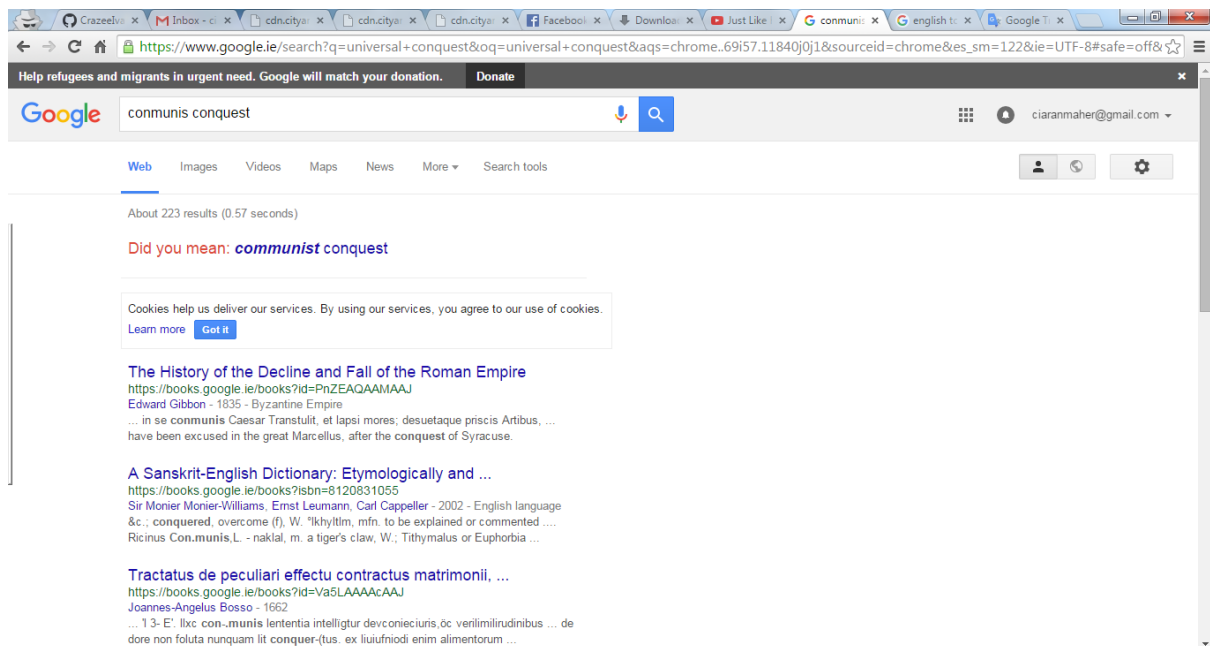 CrazeeIva
Inbox - ci
cdn.cityar
cdn.cityar
cdn.cityar
Facebook
Downloa
Just Like I
G conmunis
english to
Google T
https://www.google.ie/search?q=universal+conquest&oq=universal+conquest&aqs=chrome..69i57.11840j0j1&sourceid=chrome&es_sm=122&ie=UTF-8#safe=off&
Help refugees and migrants in urgent need. Google will match your donation. Donate
Google conmunis conquest ciaranmaher@gmail.com
Web Images Videos Maps News More Search tools
About 223 results (0.57 seconds)
Did you mean: communist conquest
Cookies help us deliver our services. By using our services, you agree to our use of cookies.
Learn more Got it
The History of the Decline and Fall of the Roman Empire
https://books.google.ie/books?id=PnZEAQAAMAAJ
Edward Gibbon - 1835 - Byzantine Empire
... in se conmunis Caesar Transtulit, et lapsi mores; desuetaque priscis Artibus, ...
have been excused in the great Marcellus, after the conquest of Syracuse.
A Sanskrit-English Dictionary: Etymologically and ...
https://books.google.ie/books?isbn=8120831055
Sir Monier Monier-Williams, Ernst Leumann, Carl Cappeller - 2002 - English language
&c.; conquered, overcome (f), W. °lkhyltlm, mfn. to be explained or commented ....
Ricinus Con.munis,L. - naklal, m. a tiger's claw, W.; Tithymalus or Euphorbia ...
Tractatus de peculiari effectu contractus matrimonii, ...
https://books.google.ie/books?id=Va5LAAAAcAAJ
Joannes-Angelus Bosso - 1662
... 'l 3- E'. llxc con-.munis lententia intelligtur devconieciuris,öc verilimilirudinibus ... de
dore non foluta nunquam lit conquer-(tus. ex liuiufniodi enim alimentorum ...